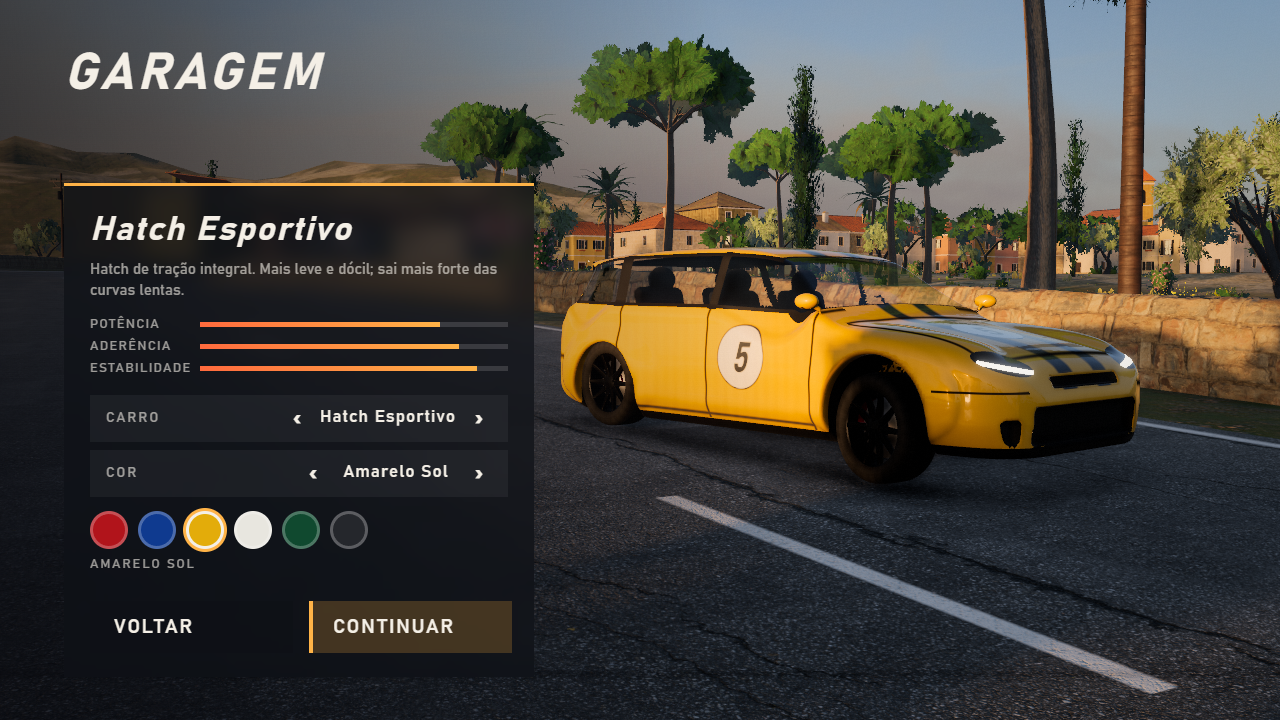 GARAGEM
Hatch Esportivo
Hatch de tração integral. Mais leve e dócil; sai mais forte das
curvas lentas.
POTÊNCIA
ADERÊNCIA
ESTABILIDADE
CARRO ‹ Hatch Esportivo ›
COR ‹ Amarelo Sol ›
AMARELO SOL
VOLTAR CONTINUAR
5